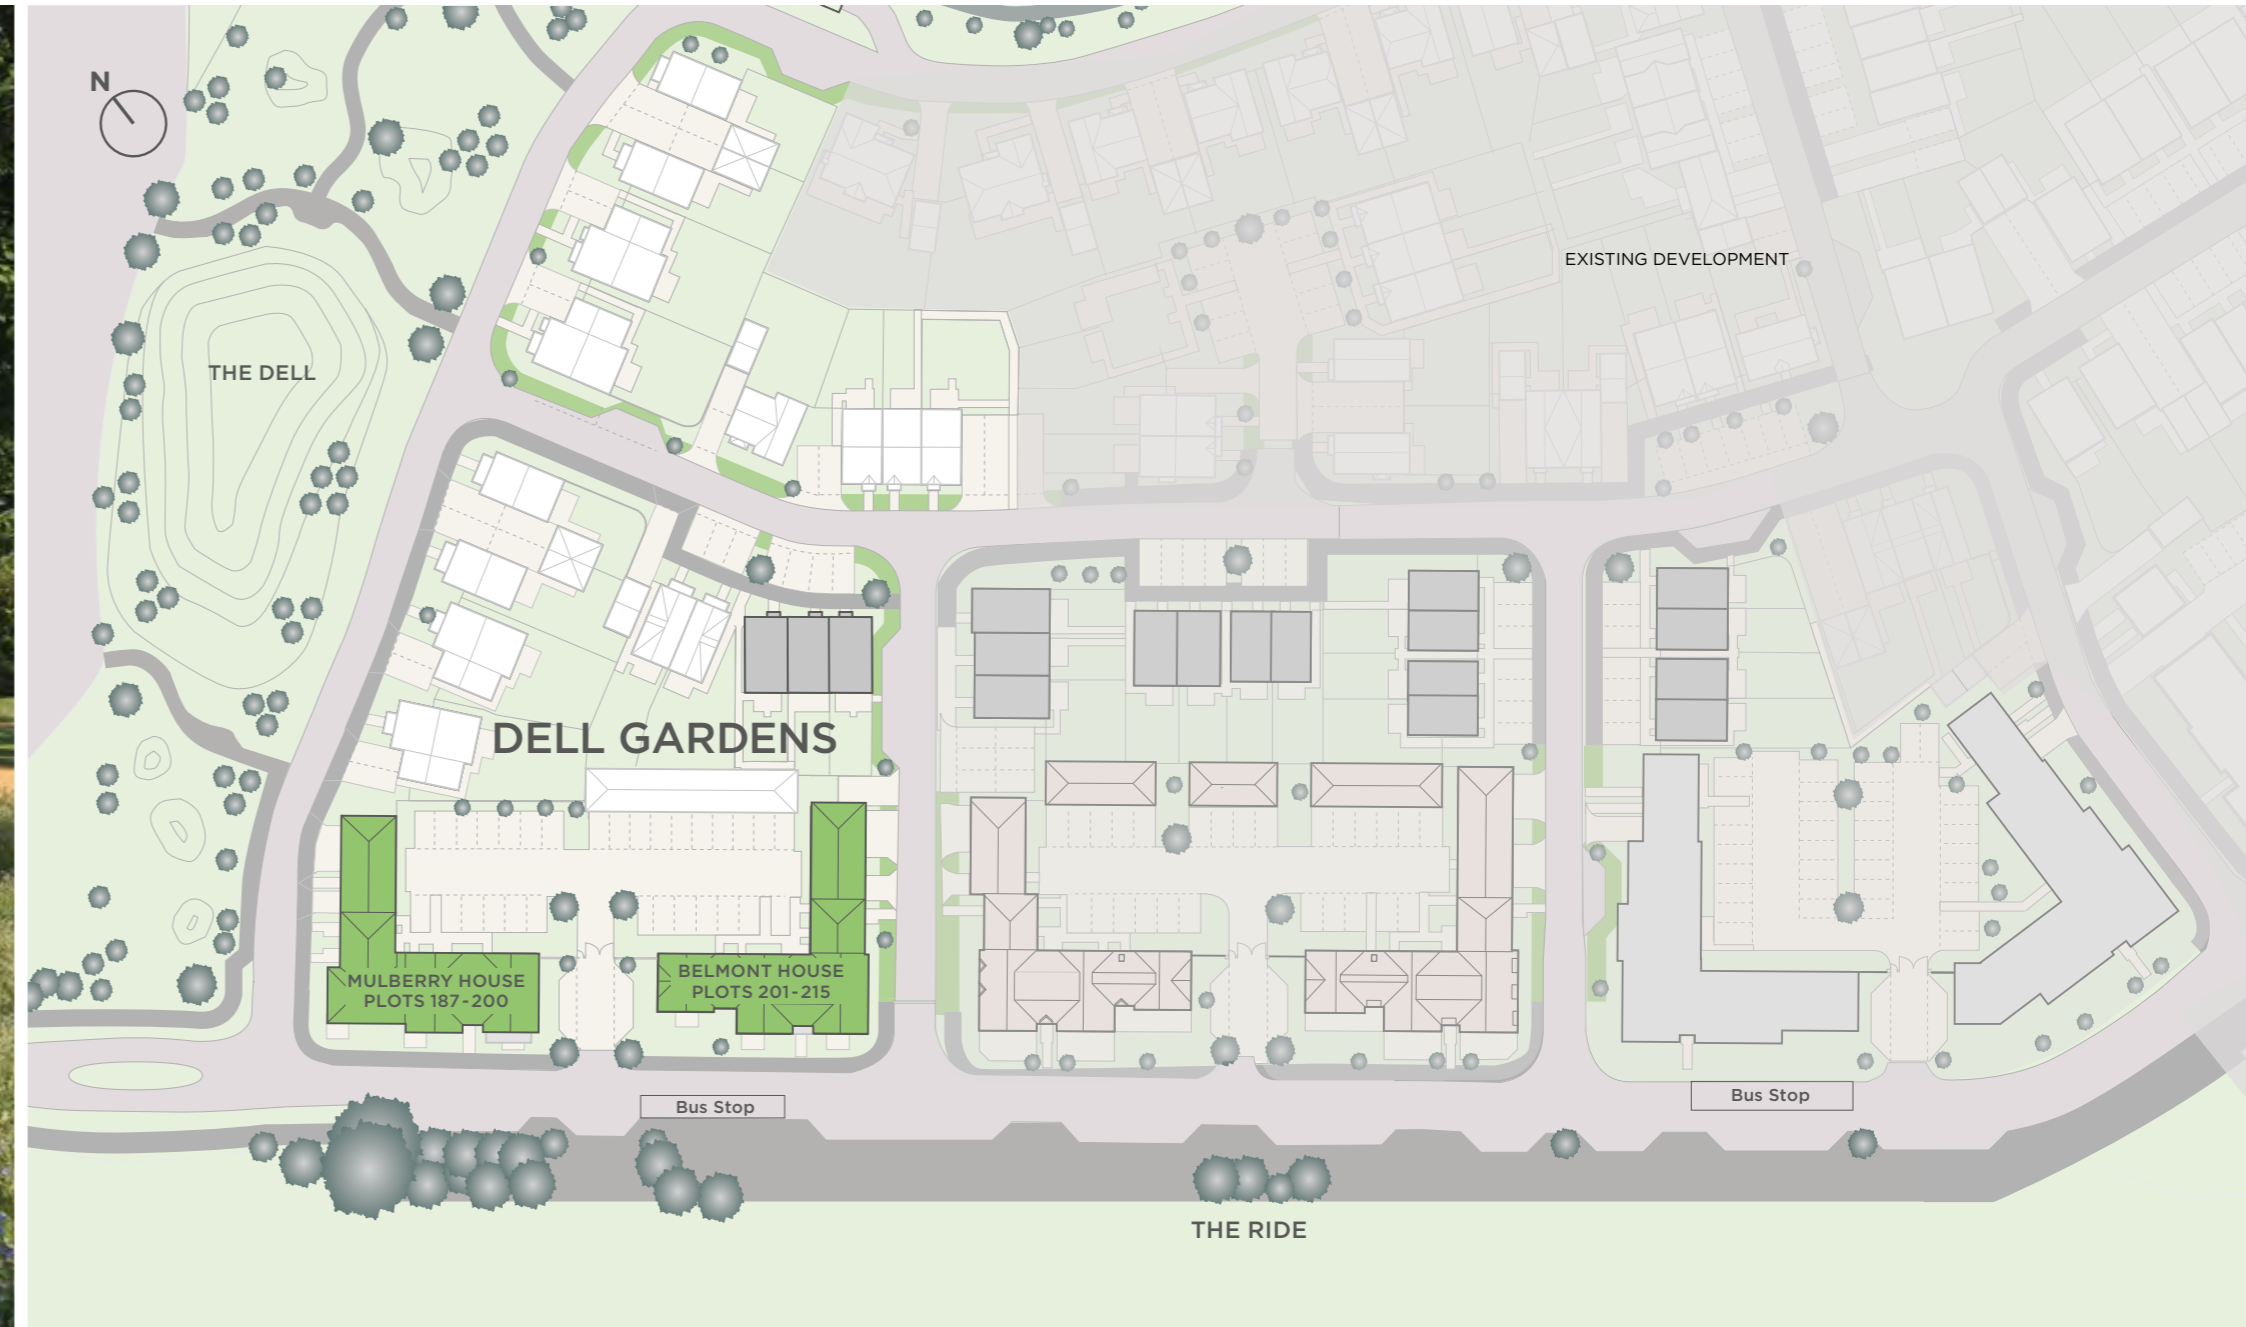 N
EXISTING DEVELOPMENT
THE DELL
DELL GARDENS
MULBERRY HOUSE
PLOTS 187-200
BELMONT HOUSE
PLOTS 201-215
Bus Stop
Bus Stop
THE RIDE